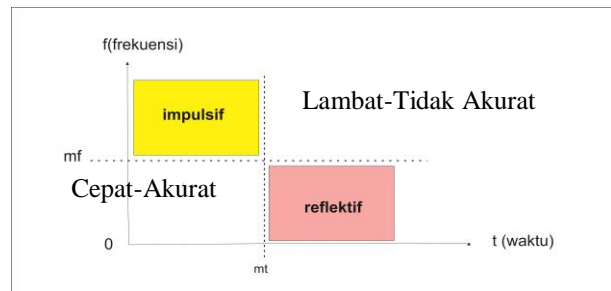 f(frekuensi)
Lambat-Tidak Akurat
impulsif
mf
Cepat-Akurat
reflektif
0
t (waktu)
mt